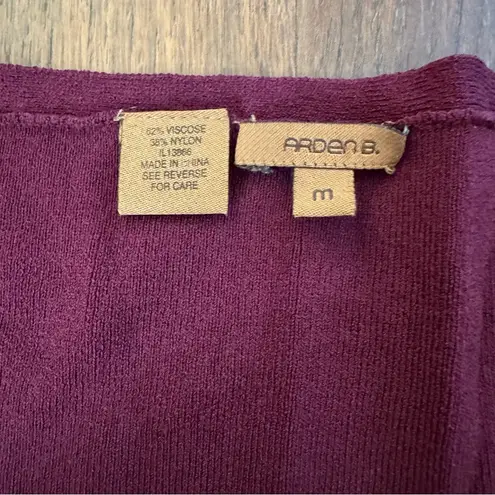 62% VISCOSE
38% NYLON
IL13866
MADE IN CHINA
SEE REVERSE
FOR CARE
ARDEN B.
m